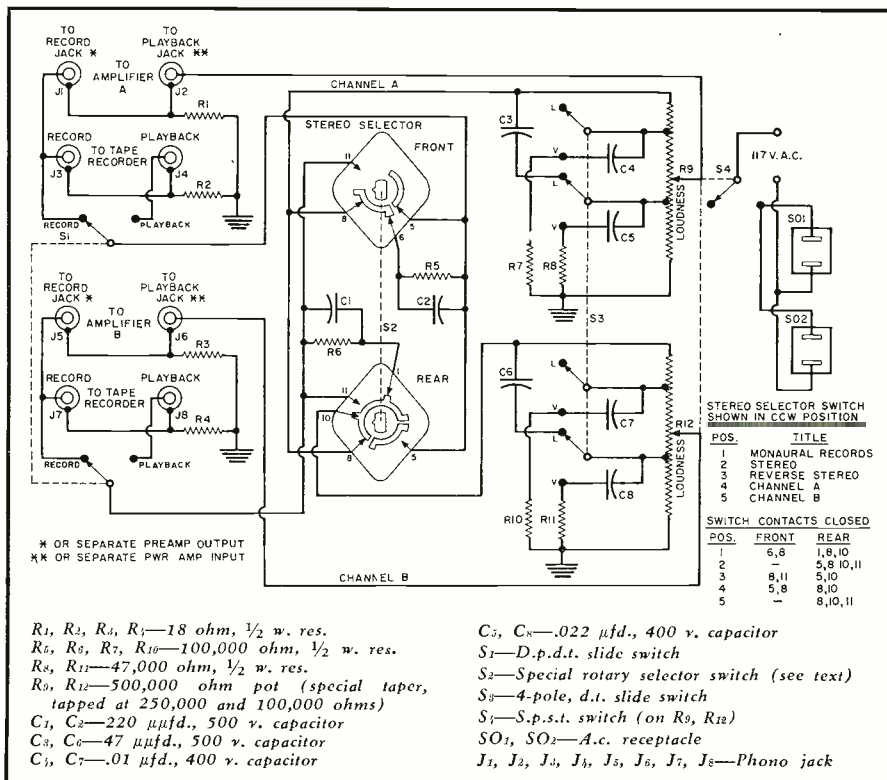 TO RECORD JACK *
TO PLAYBACK JACK **
TO AMPLIFIER A
J1
J2
R1
RECORD
PLAYBACK
TO TAPE RECORDER
J3
J4
R2
RECORD
PLAYBACK
S1
TO RECORD JACK *
TO PLAYBACK JACK **
TO AMPLIFIER B
J5
J6
R3
RECORD
PLAYBACK
TO TAPE RECORDER
J7
J8
R4
RECORD
PLAYBACK
* OR SEPARATE PREAMP OUTPUT
** OR SEPARATE PWR AMP INPUT
CHANNEL A
STEREO SELECTOR
FRONT
11
8
6
5
R5
C1
C2
S2
R6
REAR
1
11
10
8
5
CHANNEL B
C3
L
V
L
V
C4
C5
R7
R8
R9
LOUDNESS
S3
C6
L
V
L
V
C7
C8
R10
R11
R12
LOUDNESS
S4
117 V. A.C.
SO1
SO2
STEREO SELECTOR SWITCH
SHOWN IN CCW POSITION
POS. TITLE
1 MONAURAL RECORDS
2 STEREO
3 REVERSE STEREO
4 CHANNEL A
5 CHANNEL B
SWITCH CONTACTS CLOSED
POS. FRONT REAR
1 6,8 1,8,10
2 – 5,8 10,11
3 8,11 5,10
4 5,8 8,10
5 – 8,10,11
R1, R2, R3, R4—18 ohm, 1/2 w. res.
R5, R6, R7, R10—100,000 ohm, 1/2 w. res.
R8, R11—47,000 ohm, 1/2 w. res.
R9, R12—500,000 ohm pot (special taper,
tapped at 250,000 and 100,000 ohms)
C1, C2—220 μμfd., 500 v. capacitor
C3, C6—47 μμfd., 500 v. capacitor
C4, C7—.01 μfd., 400 v. capacitor
C5, C8—.022 μfd., 400 v. capacitor
S1—D.p.d.t. slide switch
S2—Special rotary selector switch (see text)
S3—4-pole, d.t. slide switch
S4—S.p.s.t. switch (on R9, R12)
SO1, SO2—A.c. receptacle
J1, J2, J3, J4, J5, J6, J7, J8—Phono jack